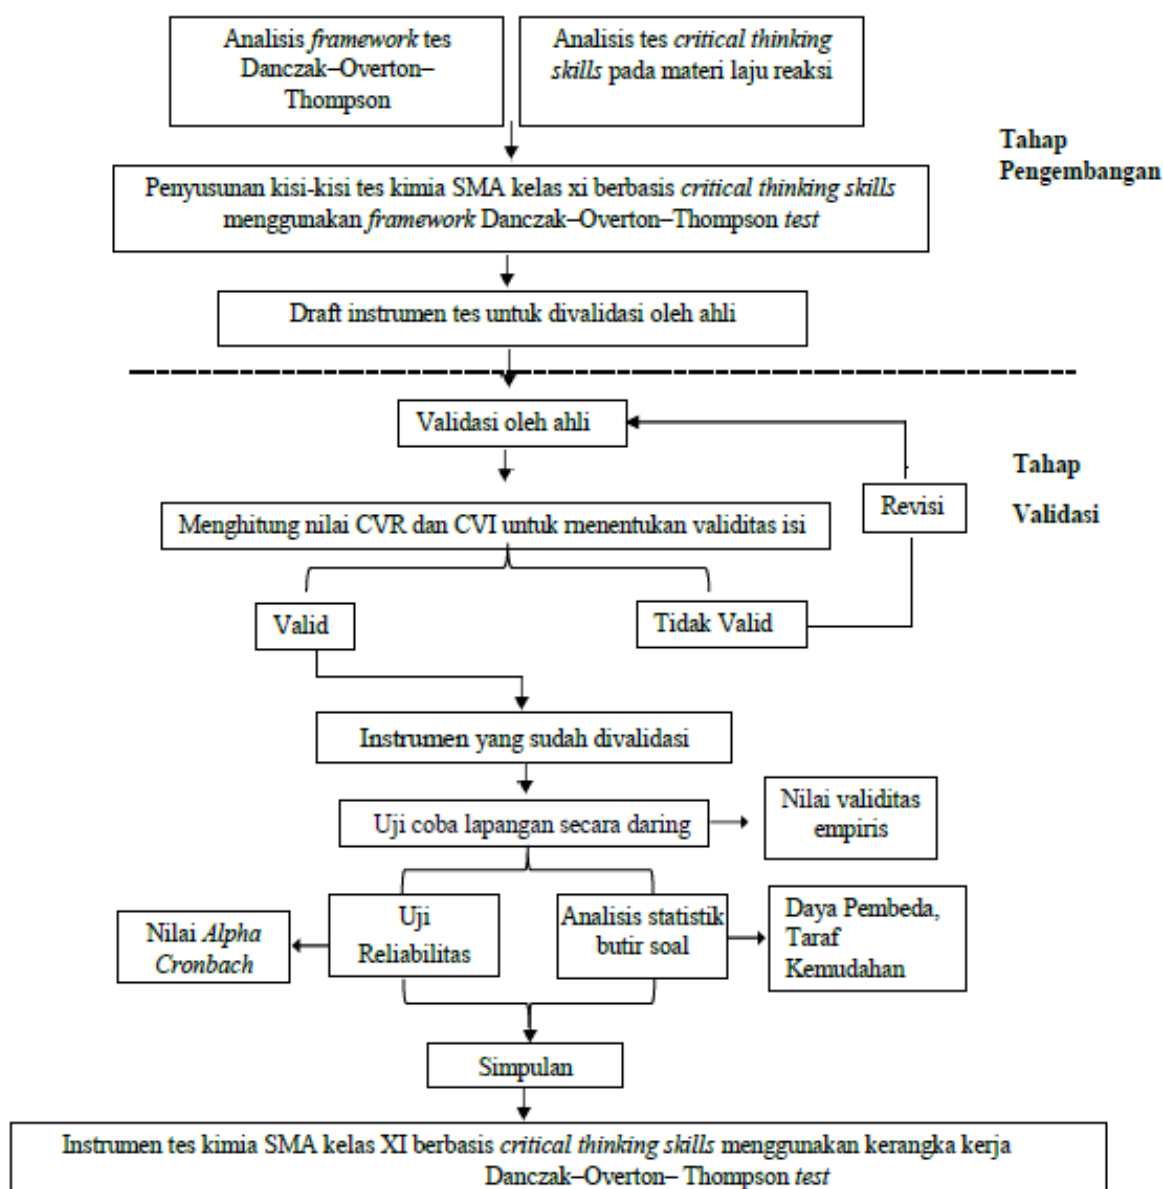 Analisis framework tes
Danczak–Overton–
Thompson
Analisis tes critical thinking
skills pada materi laju reaksi
Tahap
Pengembangan
Penyusunan kisi-kisi tes kimia SMA kelas xi berbasis critical thinking skills
menggunakan framework Danczak–Overton–Thompson test
Draft instrumen tes untuk divalidasi oleh ahli
Validasi oleh ahli
Tahap
Validasi
Revisi
Menghitung nilai CVR dan CVI untuk menentukan validitas isi
Valid
Tidak Valid
Instrumen yang sudah divalidasi
Uji coba lapangan secara daring
Nilai validitas
empiris
Nilai Alpha
Cronbach
Uji
Reliabilitas
Analisis statistik
butir soal
Daya Pembeda,
Taraf
Kemudahan
Simpulan
Instrumen tes kimia SMA kelas XI berbasis critical thinking skills menggunakan kerangka kerja
Danczak–Overton– Thompson test